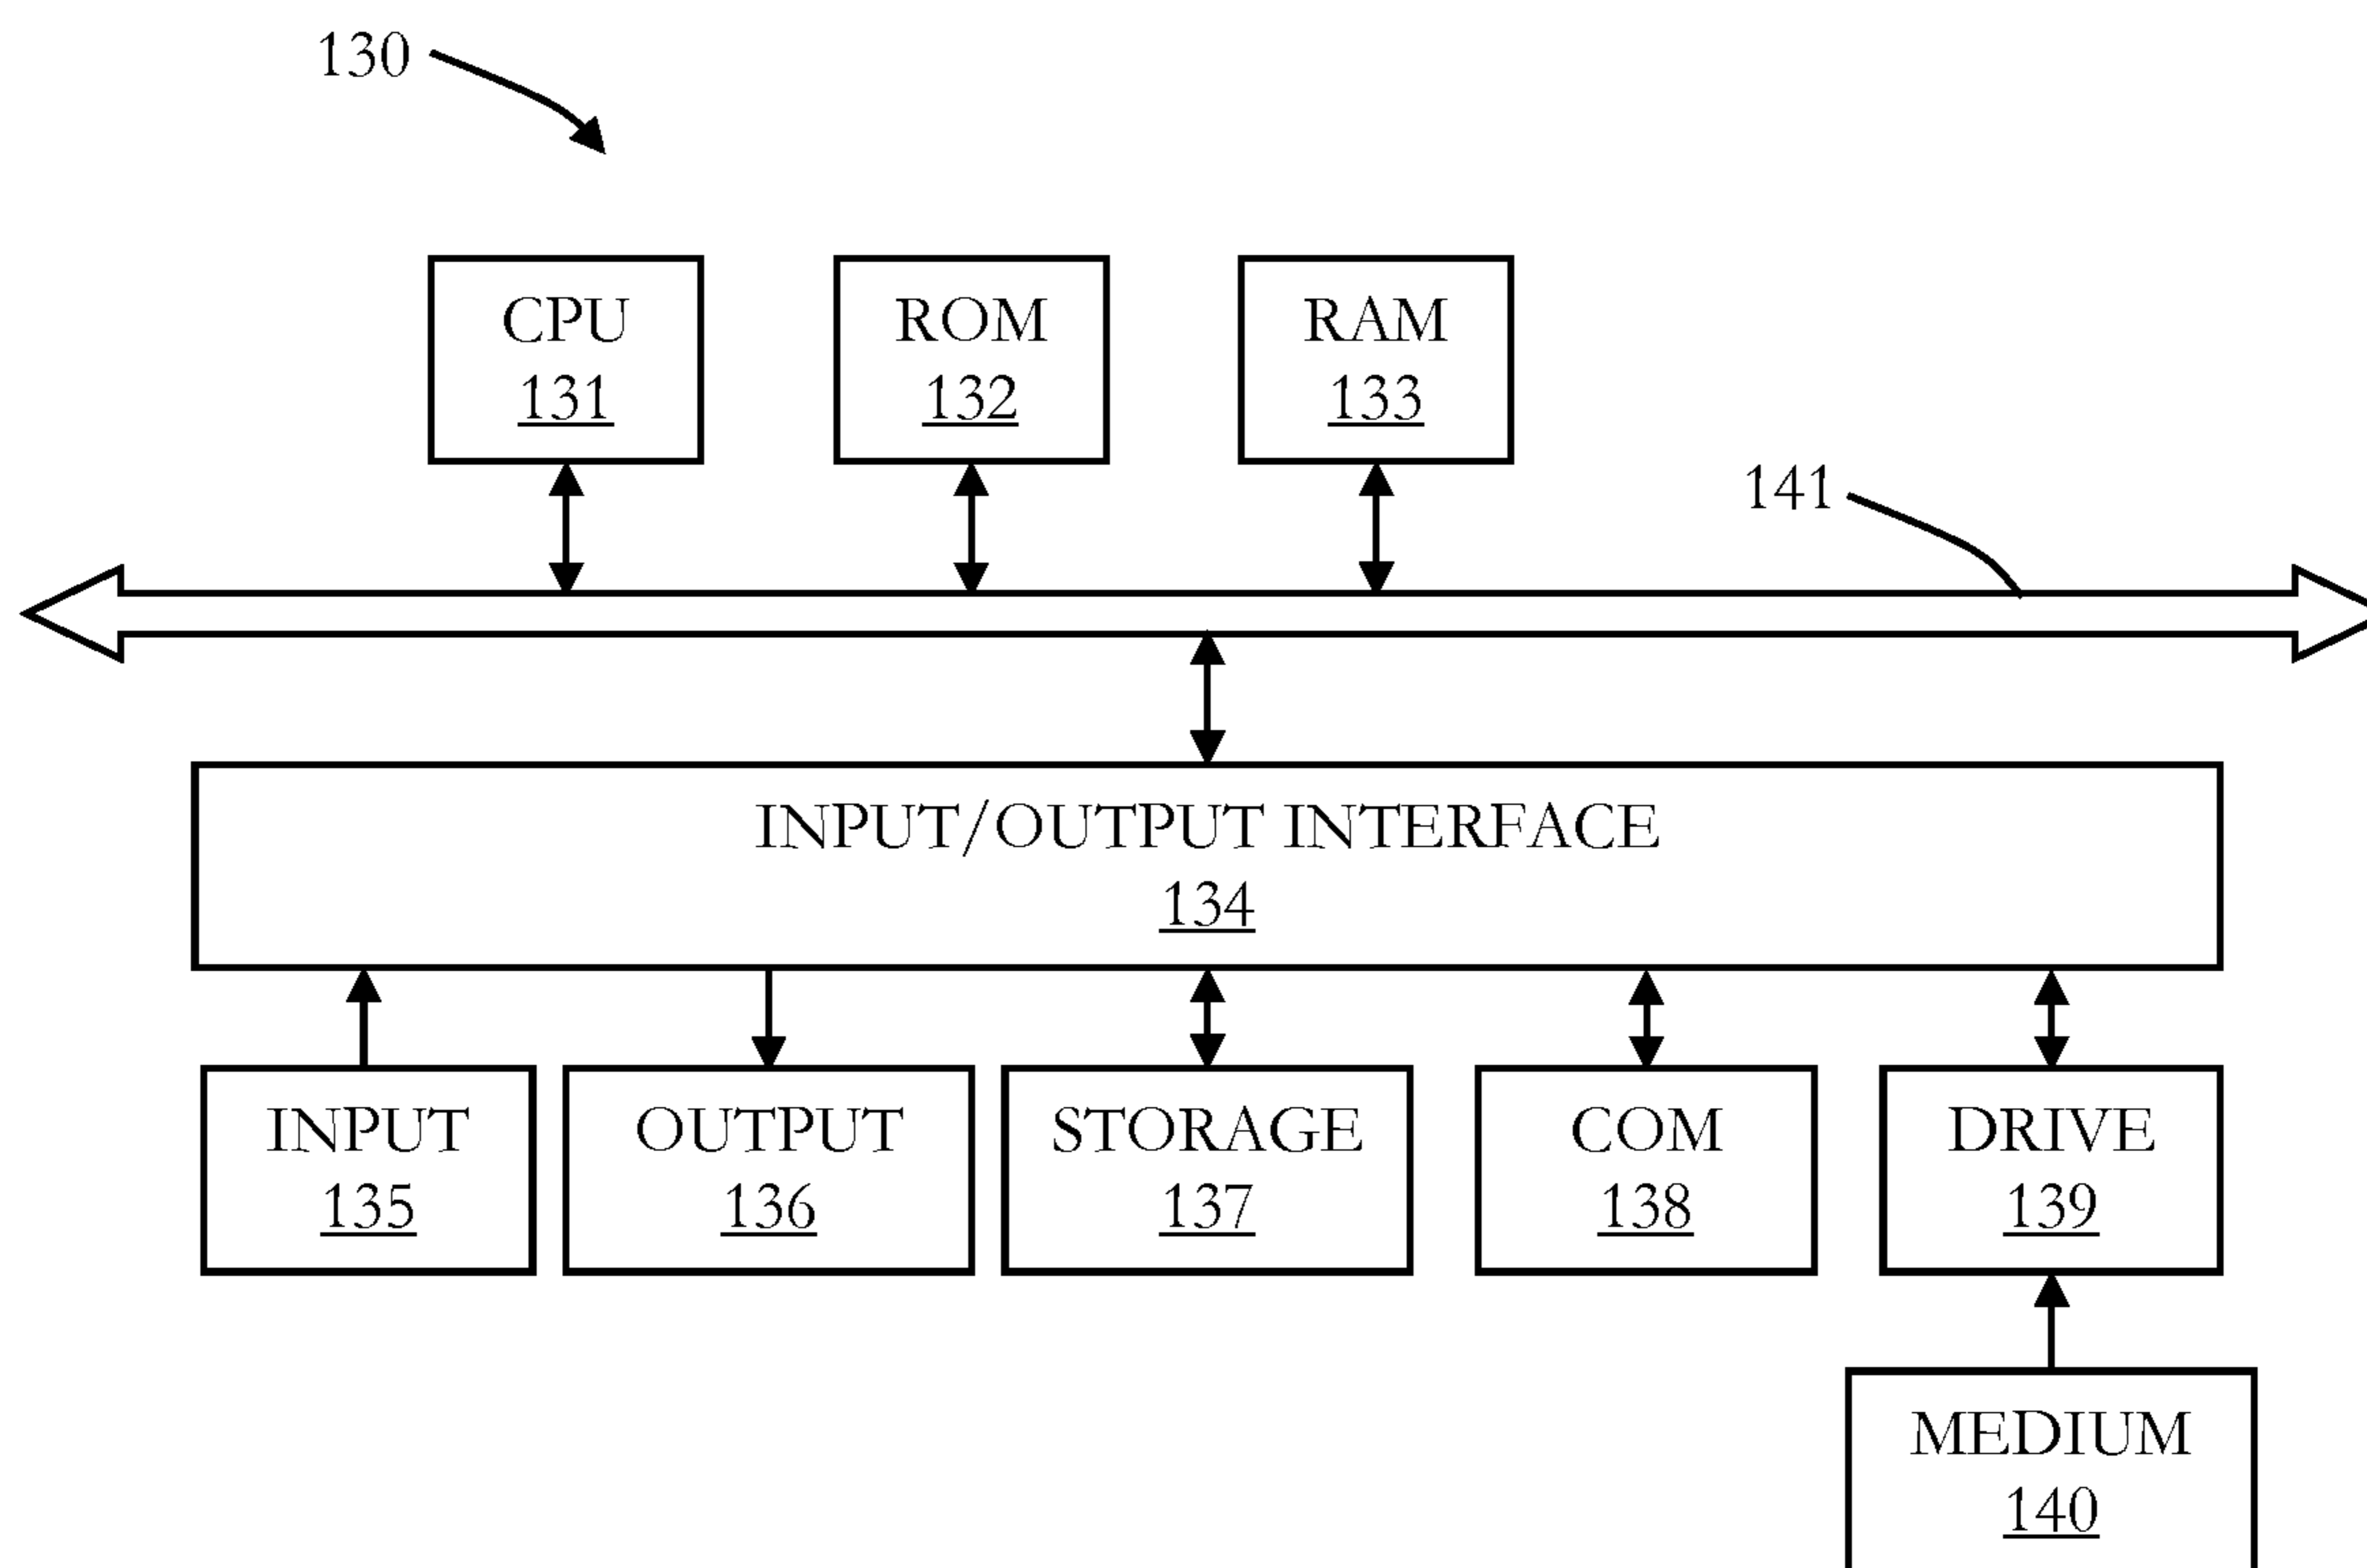 130
CPU
131
ROM
132
RAM
133
141
INPUT/OUTPUT INTERFACE
134
INPUT
135
OUTPUT
136
STORAGE
137
COM
138
DRIVE
139
MEDIUM
140